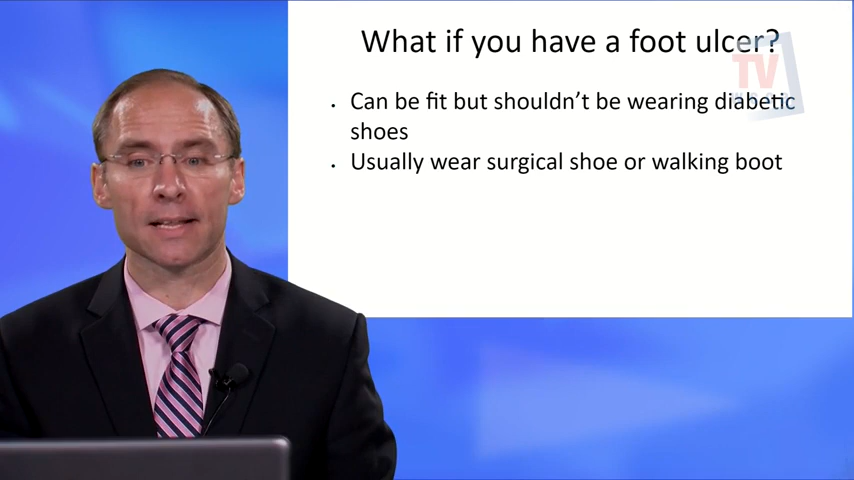 What if you have a foot ulcer?
• Can be fit but shouldn't be wearing diabetic
shoes
• Usually wear surgical shoe or walking boot
TV